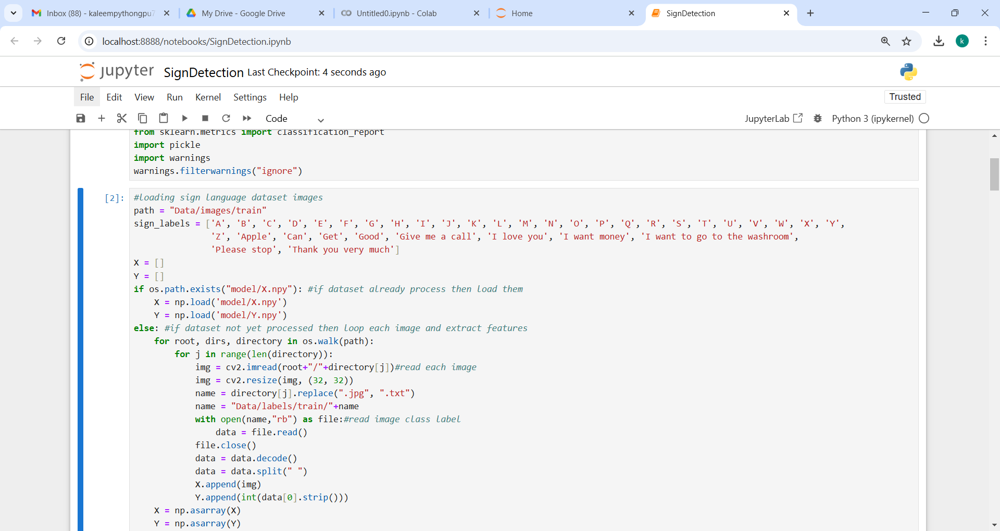 Inbox (88) - kaleempythongpu7
My Drive - Google Drive
Untitled0.ipynb - Colab
Home
SignDetection
localhost:8888/notebooks/SignDetection.ipynb
k
jupyter SignDetection Last Checkpoint: 4 seconds ago
File Edit View Run Kernel Settings Help
Trusted
Code
JupyterLab
Python 3 (ipykernel)
from sklearn.metrics import classification_report
import pickle
import warnings
warnings.filterwarnings("ignore")
[2]:
#loading sign language dataset images
path = "Data/images/train"
sign_labels = ['A', 'B', 'C', 'D', 'E', 'F', 'G', 'H', 'I', 'J', 'K', 'L', 'M', 'N', 'O', 'P', 'Q', 'R', 'S', 'T', 'U', 'V', 'W', 'X', 'Y',
'Z', 'Apple', 'Can', 'Get', 'Good', 'Give me a call', 'I love you', 'I want money', 'I want to go to the washroom',
'Please stop', 'Thank you very much']
X = []
Y = []
if os.path.exists("model/X.npy"): #if dataset already process then load them
    X = np.load('model/X.npy')
    Y = np.load('model/Y.npy')
else: #if dataset not yet processed then loop each image and extract features
    for root, dirs, directory in os.walk(path):
        for j in range(len(directory)):
            img = cv2.imread(root+"/"+directory[j])#read each image
            img = cv2.resize(img, (32, 32))
            name = directory[j].replace(".jpg", ".txt")
            name = "Data/labels/train/"+name
            with open(name,"rb") as file:#read image class label
                data = file.read()
            file.close()
            data = data.decode()
            data = data.split(" ")
            X.append(img)
            Y.append(int(data[0].strip()))
    X = np.asarray(X)
    Y = np.asarray(Y)